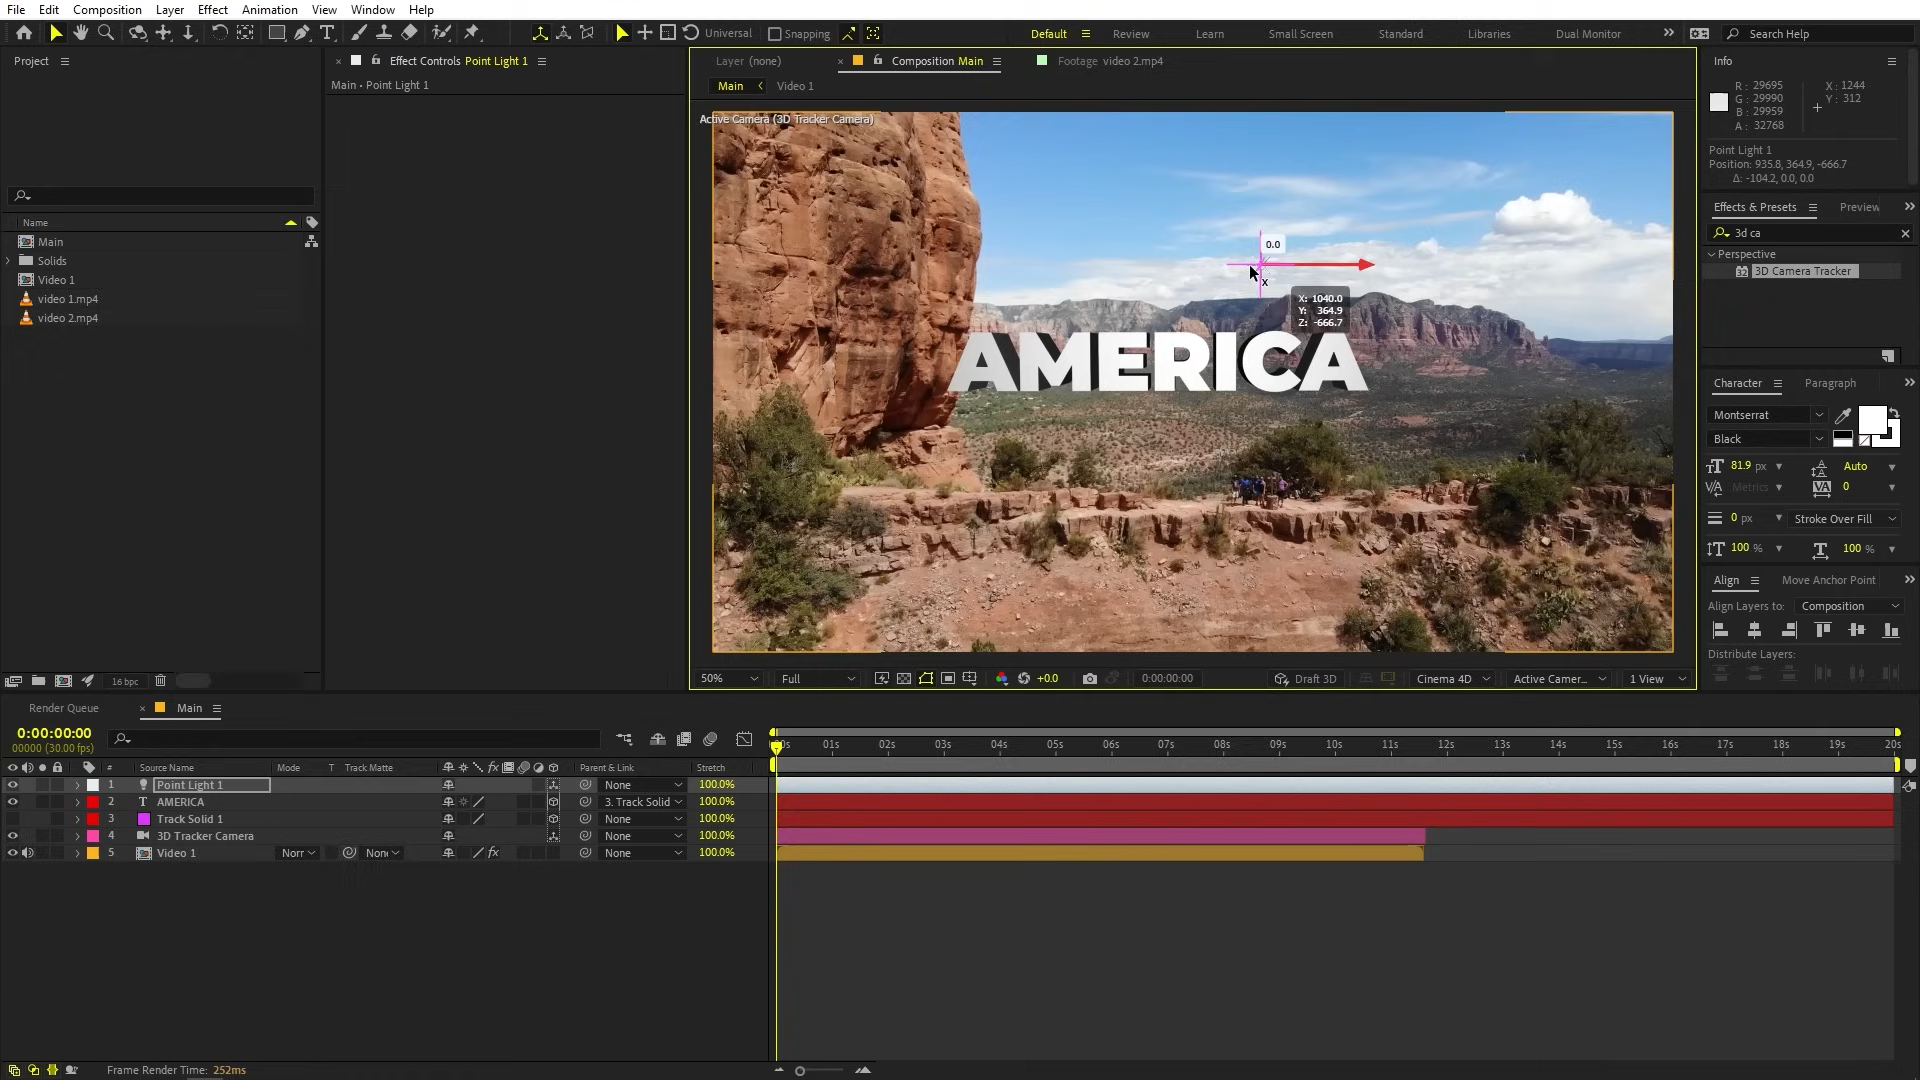 File Edit Composition Layer Effect Animation View Window Help
Universal Snapping Default Review Learn Small Screen Standard Libraries Dual Monitor Search Help
Project
Name
Main
Solids
Video 1
video 1.mp4
video 2.mp4
16 bpc
Effect Controls Point Light 1
Main • Point Light 1
Layer (none) Composition Main Footage video 2.mp4
Main Video 1
Active Camera (3D Tracker Camera)
0.0
x
X: 1040.0
Y: 364.9
Z: -666.7
AMERICA
50% Full +0.0 0:00:00:00 Draft 3D Cinema 4D Active Camer... 1 View
Info
R: 29695 X: 1244
G: 29990 Y: 312
B: 29959
A: 32768
Point Light 1
Position: 935.8, 364.9, -666.7
Δ: -104.2, 0.0, 0.0
Effects & Presets Preview
3d ca
Perspective
32 3D Camera Tracker
Character Paragraph
Montserrat
Black
81.9 px Auto
Metrics 0
0 px Stroke Over Fill
100 % 100 %
Align Move Anchor Point
Align Layers to: Composition
Distribute Layers:
Render Queue Main
0:00:00:00
00000 (30.00 fps)
# Source Name Mode T Track Matte fx Parent & Link Stretch
1 Point Light 1 None 100.0%
2 T AMERICA 3. Track Solid 100.0%
3 Track Solid 1 None 100.0%
4 3D Tracker Camera None 100.0%
5 Video 1 Norr None fx None 100.0%
00s 01s 02s 03s 04s 05s 06s 07s 08s 09s 10s 11s 12s 13s 14s 15s 16s 17s 18s 19s 20s
Frame Render Time: 252ms